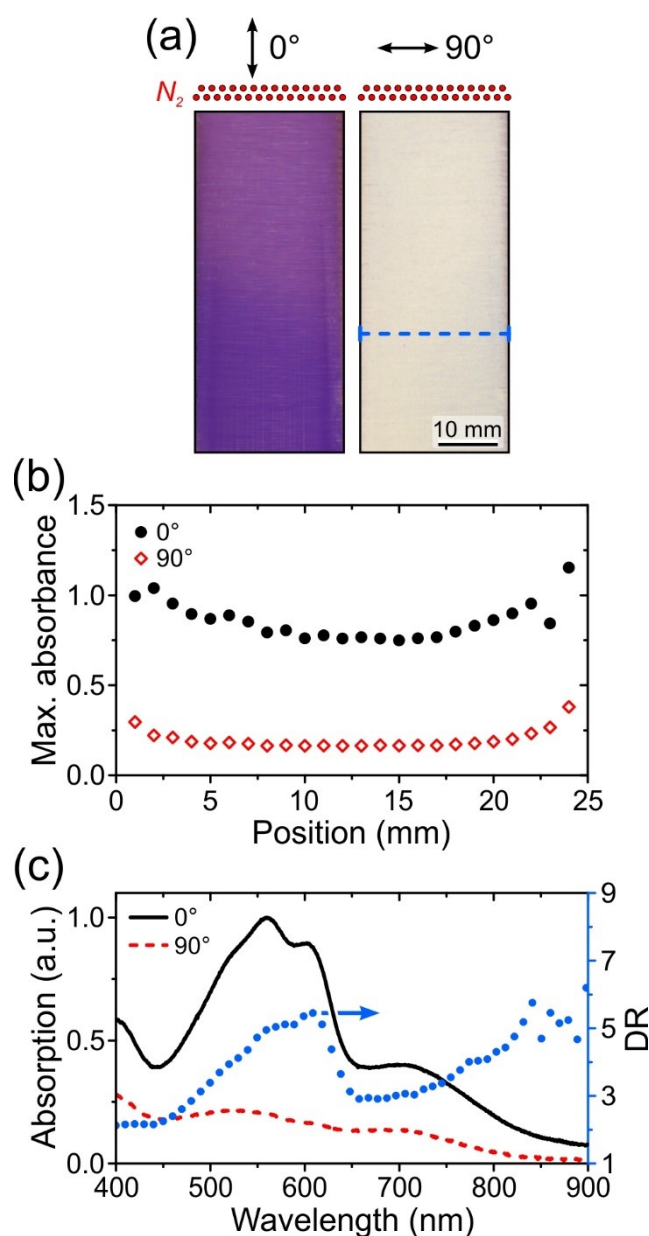 (a)
0° 90°
N2
10 mm
(b)
Max. absorbance
1.5
1.0
0.5
0.0
0°
90°
0 5 10 15 20 25
Position (mm)
(c)
Absorption (a.u.)
1.0
0.5
0.0
0°
90°
9
7
5
3
1
DR
400 500 600 700 800 900
Wavelength (nm)